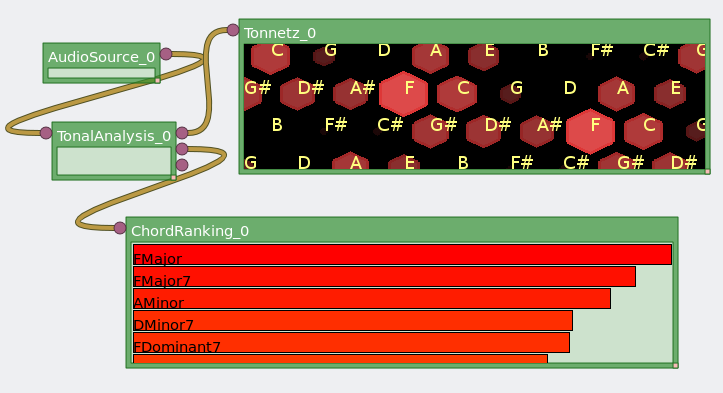 Tonnetz_0
AudioSource_0
C G D A E B F# C# G
G# D# A# F C G D A E
TonalAnalysis_0
B F# C# G# D# A# F C G
G D A E B F# C# G# D#
ChordRanking_0
FMajor
FMajor7
AMinor
DMinor7
FDominant7